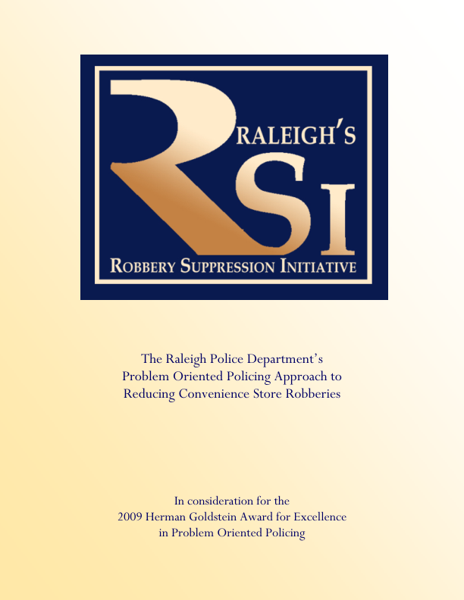 RALEIGH'S
RSI
ROBBERY SUPPRESSION INITIATIVE
The Raleigh Police Department's
Problem Oriented Policing Approach to
Reducing Convenience Store Robberies
In consideration for the
2009 Herman Goldstein Award for Excellence
in Problem Oriented Policing